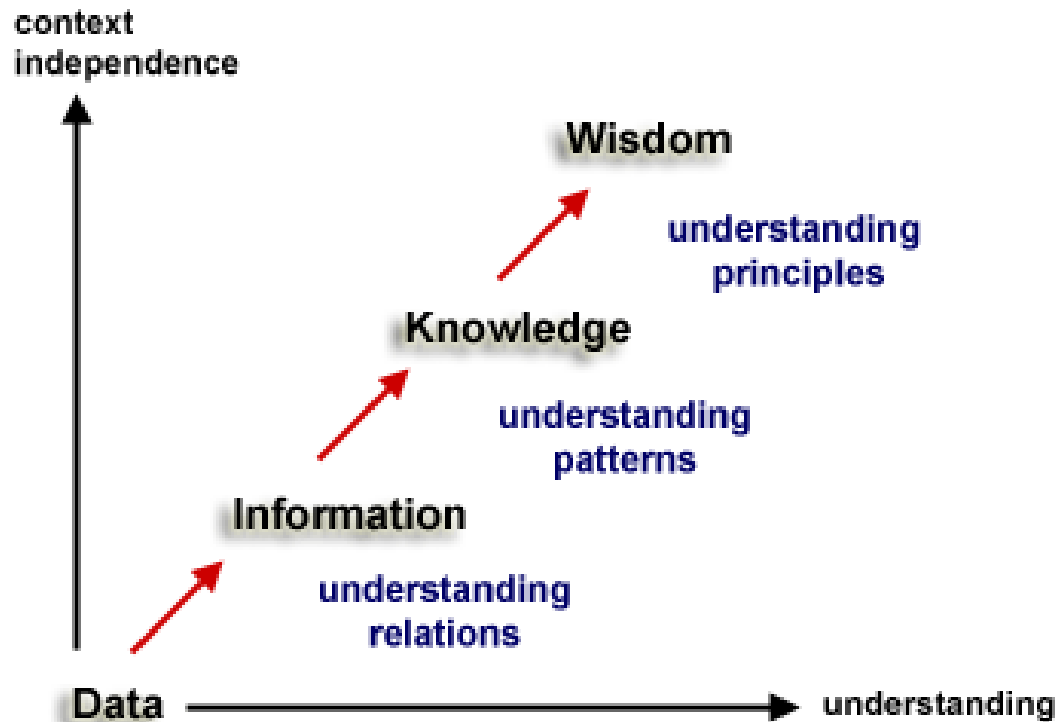 context
independence
Wisdom
understanding
principles
Knowledge
understanding
patterns
Information
understanding
relations
Data
understanding